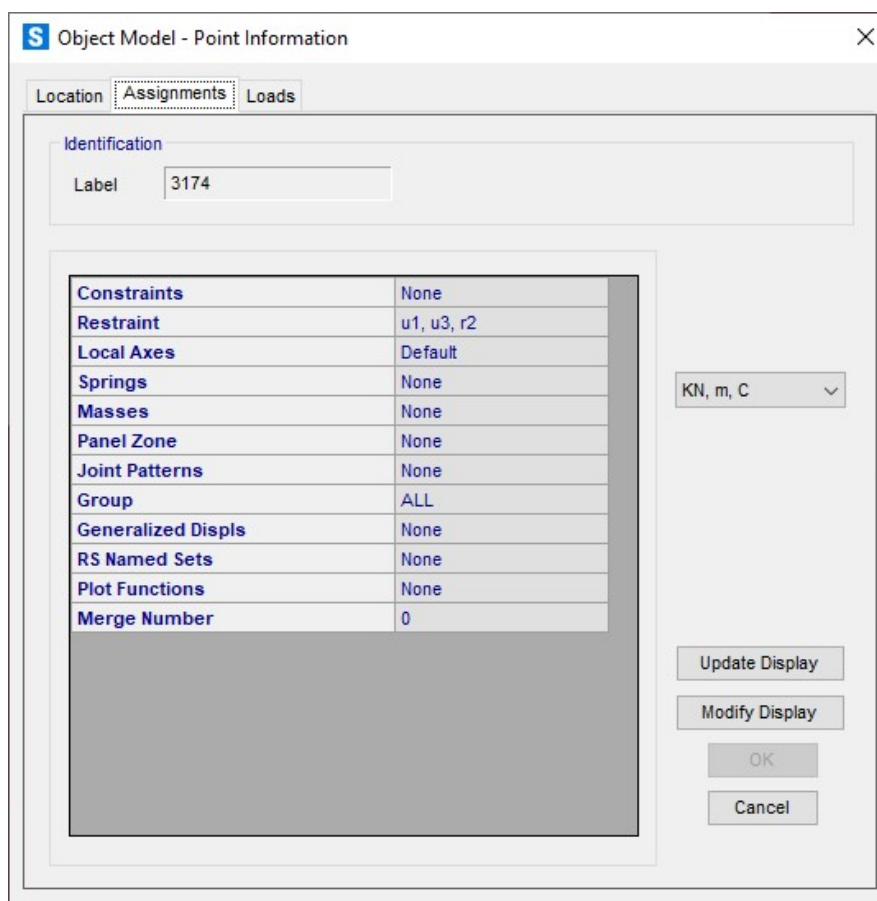 S Object Model - Point Information
Location Assignments Loads
Identification
Label 3174
Constraints None
Restraint u1, u3, r2
Local Axes Default
Springs None
KN, m, C
Masses None
Panel Zone None
Joint Patterns None
Group ALL
Generalized Displs None
RS Named Sets None
Plot Functions None
Merge Number 0
Update Display
Modify Display
OK
Cancel